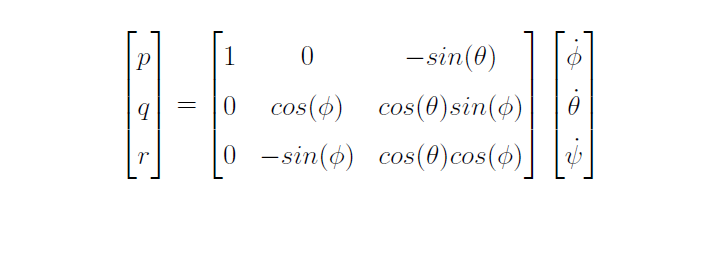 p 1 0 −sin(θ) ϕ̇
q = 0 cos(ϕ) cos(θ)sin(ϕ) θ̇
r 0 −sin(ϕ) cos(θ)cos(ϕ) ψ̇